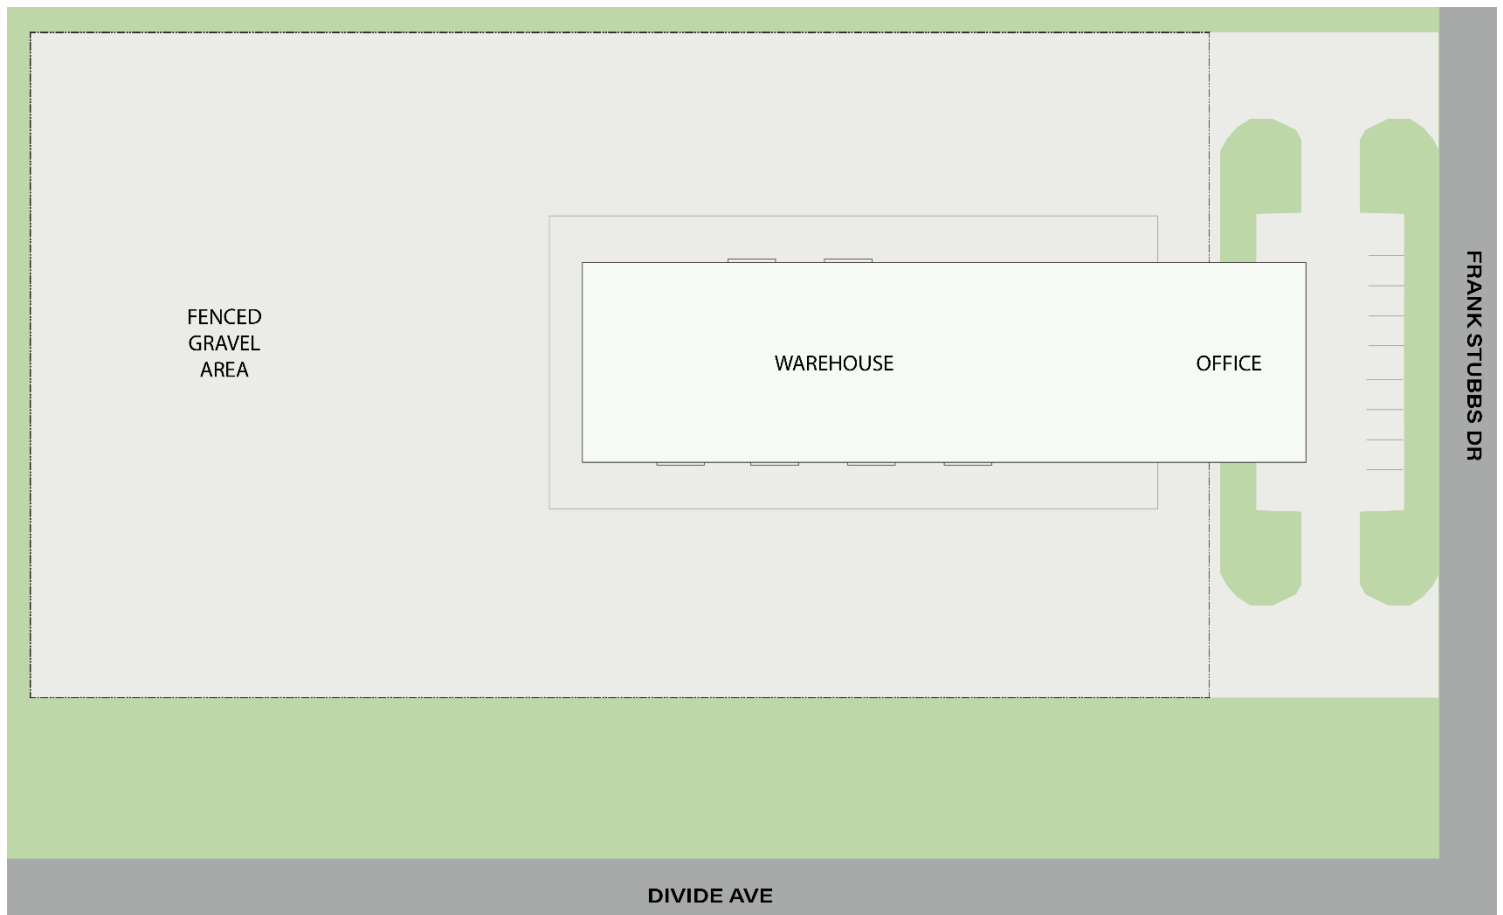 FENCED
GRAVEL
AREA
WAREHOUSE
OFFICE
FRANK STUBBS DR
DIVIDE AVE